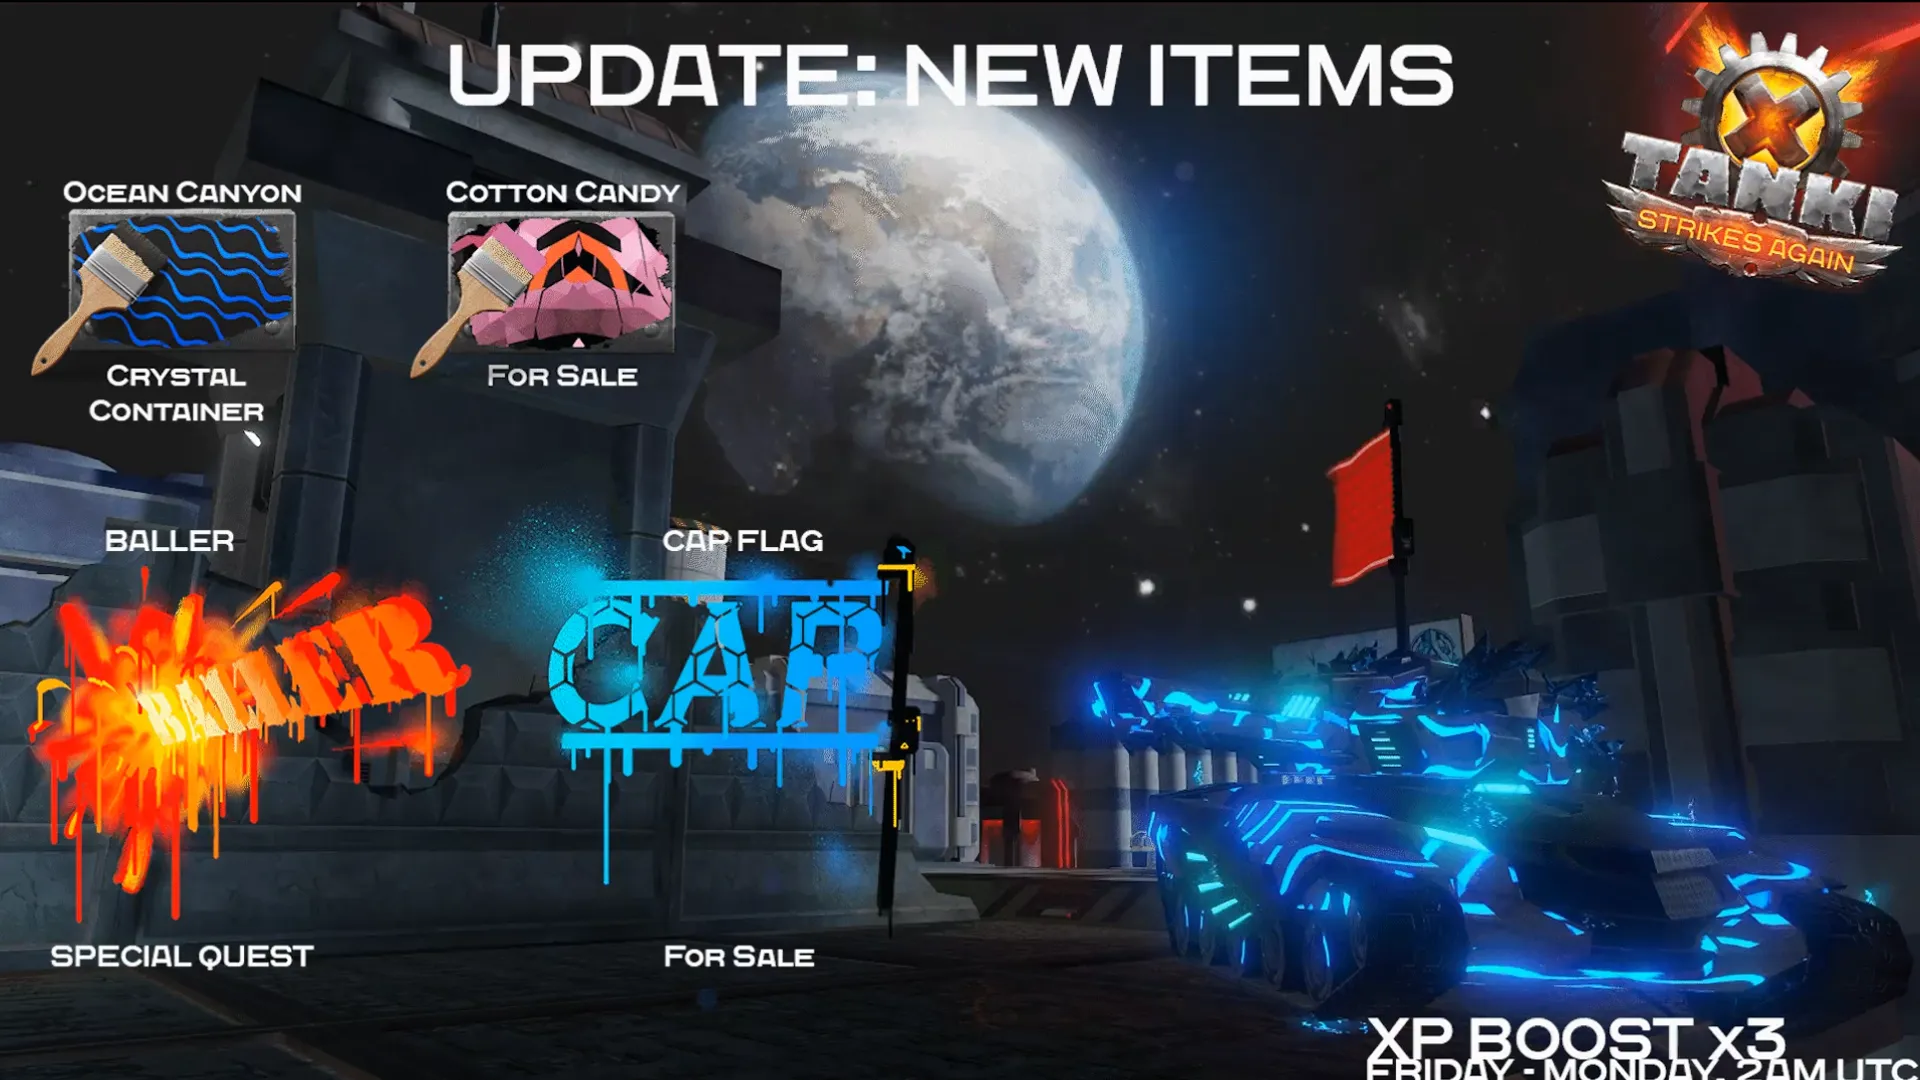 UPDATE: NEW ITEMS
TANKI
STRIKES AGAIN
OCEAN CANYON
COTTON CANDY
CRYSTAL
CONTAINER
FOR SALE
BALLER
CAP FLAG
BALLER
CAP
SPECIAL QUEST
FOR SALE
XP BOOST x3
FRIDAY - MONDAY, 2AM UTC